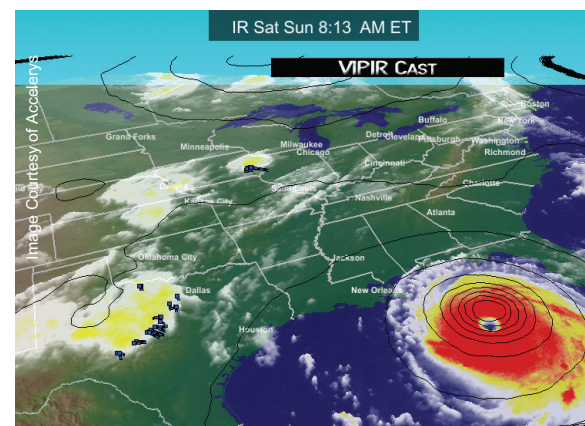 IR Sat Sun 8:13 AM ET
VIPIR CAST
Image Courtesy of Accelerys
Boston
Buffalo
New York
Grand Forks
Detroit
Cleveland
Pittsburgh
Washington
Minneapolis
Milwaukee
Chicago
Richmond
Cincinnati
Omaha
Charlotte
Kansas City
Saint Louis
Nashville
Atlanta
Oklahoma City
Jackson
Dallas
New Orleans
Houston